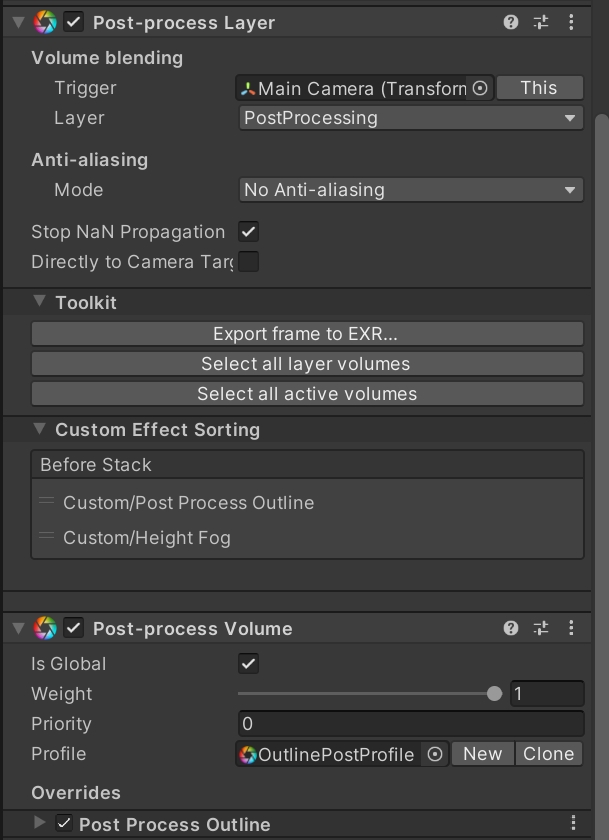 Post-process Layer
Volume blending
Trigger Main Camera (Transform This
Layer PostProcessing
Anti-aliasing
Mode No Anti-aliasing
Stop NaN Propagation
Directly to Camera Targ
Toolkit
Export frame to EXR...
Select all layer volumes
Select all active volumes
Custom Effect Sorting
Before Stack
Custom/Post Process Outline
Custom/Height Fog
Post-process Volume
Is Global
Weight 1
Priority 0
Profile OutlinePostProfile New Clone
Overrides
Post Process Outline